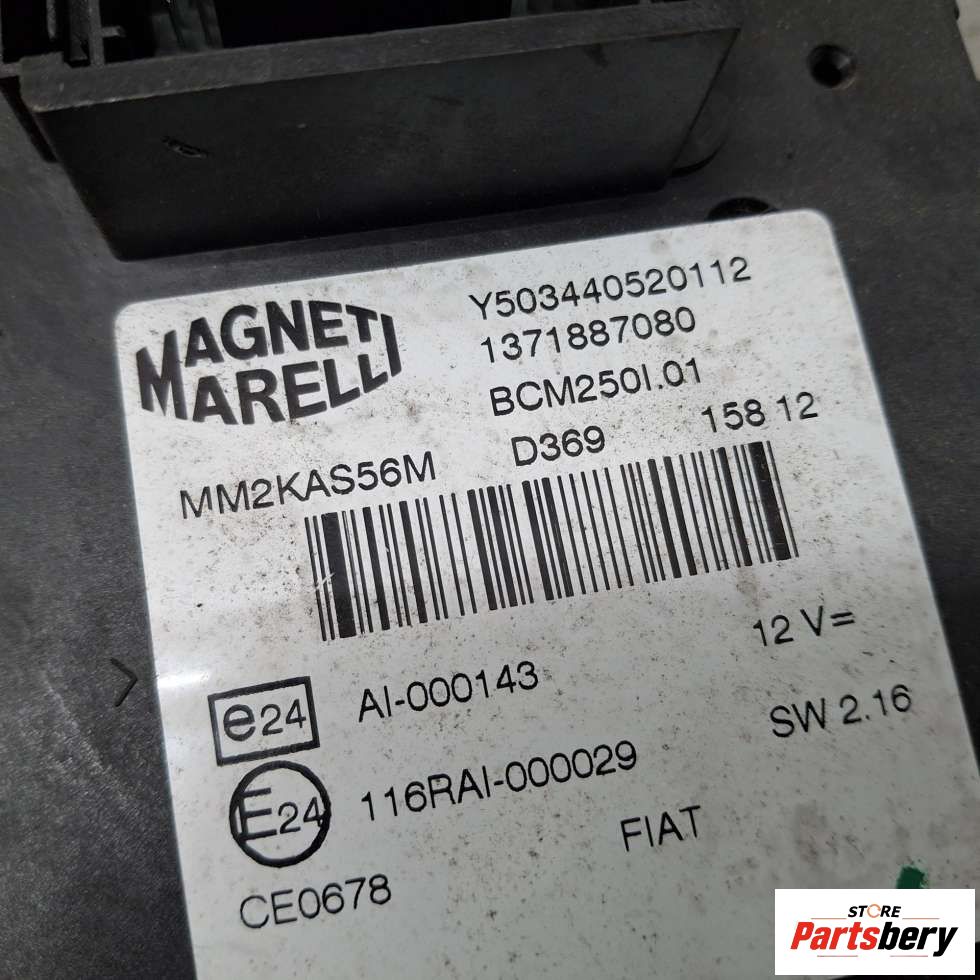 MAGNETI
MARELLI
Y503440520112
1371887080
BCM250I.01
MM2KAS56M D369 158 12
12 V=
e24 AI-000143
SW 2.16
E24 116RAI-000029
FIAT
CE0678
STORE
Partsbery